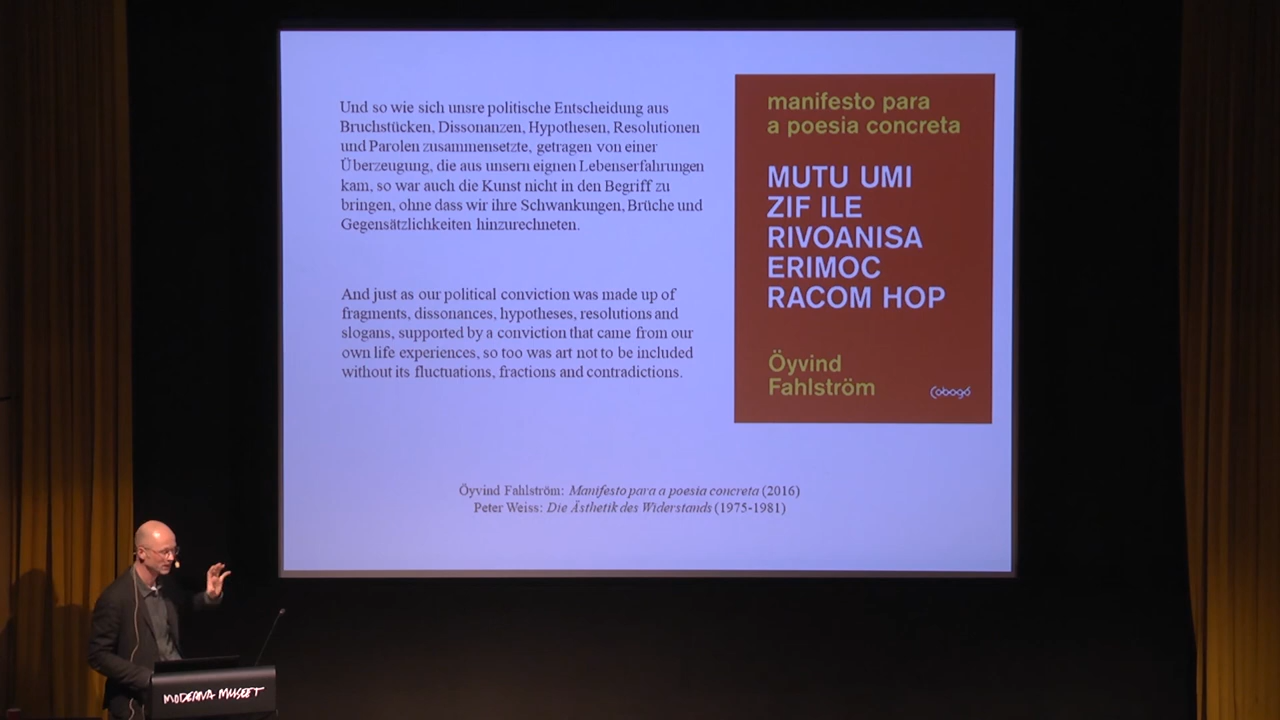 Und so wie sich unsre politische Entscheidung aus
Bruchstücken, Dissonanzen, Hypothesen, Resolutionen
und Parolen zusammensetzte, getragen von einer
Überzeugung, die aus unsern eignen Lebenserfahrungen
kam, so war auch die Kunst nicht in den Begriff zu
bringen, ohne dass wir ihre Schwankungen, Brüche und
Gegensätzlichkeiten hinzurechneten.
And just as our political conviction was made up of
fragments, dissonances, hypotheses, resolutions and
slogans, supported by a conviction that came from our
own life experiences, so too was art not to be included
without its fluctuations, fractions and contradictions.
manifesto para
a poesia concreta
MUTU UMI
ZIF ILE
RIVOANISA
ERIMOC
RACOM HOP
Öyvind
Fahlström
Cobogó
Öyvind Fahlström: Manifesto para a poesia concreta (2016)
Peter Weiss: Die Ästhetik des Widerstands (1975-1981)
MODERNA MUSEET